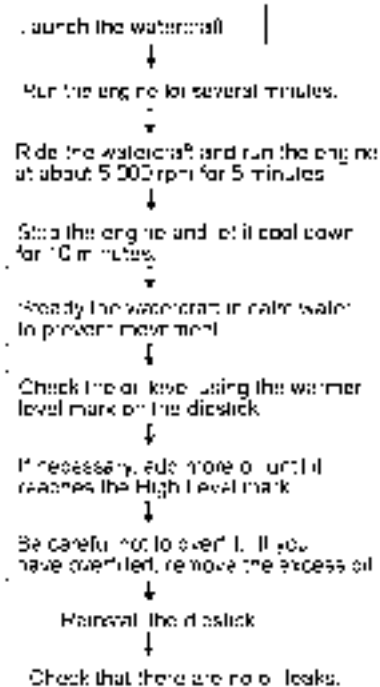 Launch the watercraft
Run the engine for several minutes.
Ride the watercraft and run the engine
at about 5 000 rpm for 5 minutes
Stop the engine and let it cool down
for 10 minutes.
Steady the watercraft in calm water
to prevent movement
Check the oil level using the warmer
level mark on the dipstick
If necessary, add more oil until it
reaches the High Level mark
Be careful not to overfill. If you
have overfilled, remove the excess oil
Reinstall the dipstick
Check that there are no oil leaks.